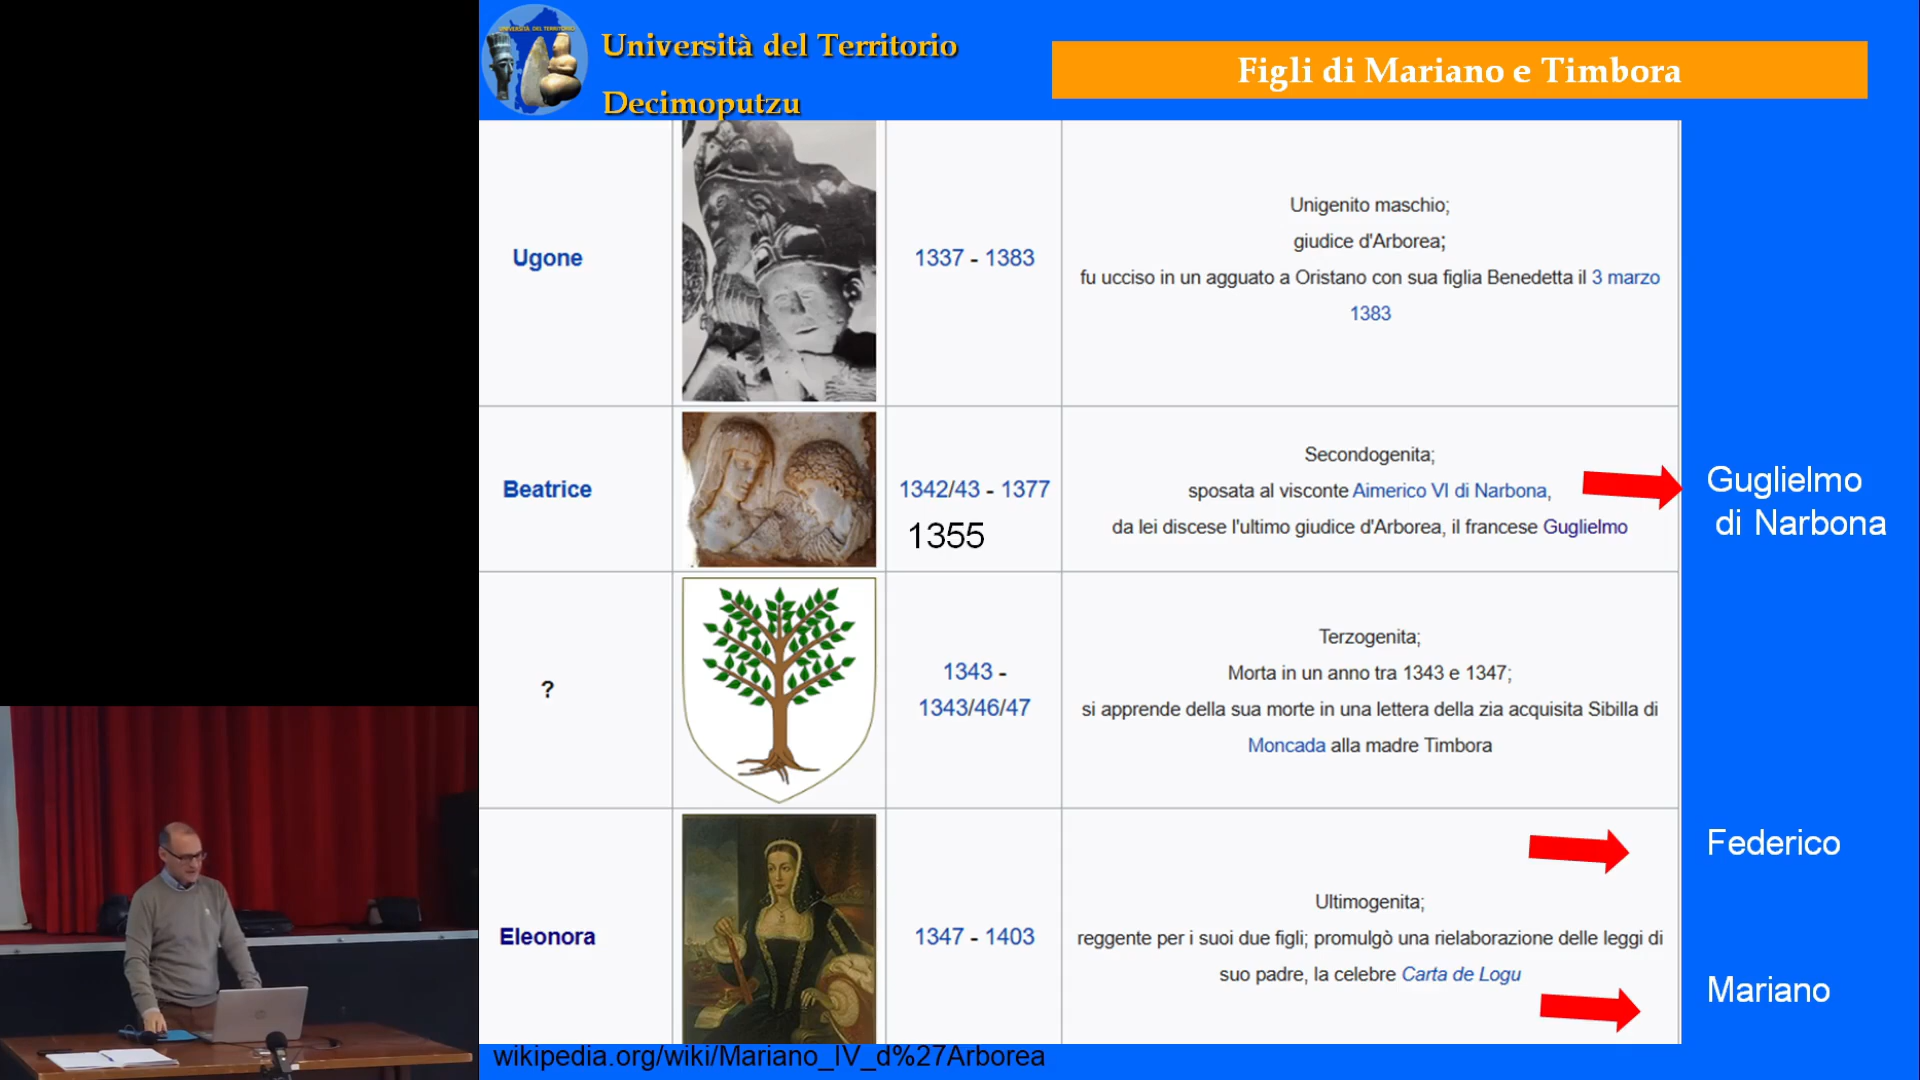 UNIVERSITÀ DEL TERRITORIO
Università del Territorio
Decimoputzu
Figli di Mariano e Timbora
Ugone
1337 - 1383
Unigenito maschio;
giudice d'Arborea;
fu ucciso in un agguato a Oristano con sua figlia Benedetta il 3 marzo
1383
Beatrice
1342/43 - 1377
1355
Secondogenita;
sposata al visconte Aimerico VI di Narbona,
da lei discese l'ultimo giudice d'Arborea, il francese Guglielmo
Guglielmo
di Narbona
?
1343 -
1343/46/47
Terzogenita;
Morta in un anno tra 1343 e 1347;
si apprende della sua morte in una lettera della zia acquisita Sibilla di
Moncada alla madre Timbora
Eleonora
1347 - 1403
Ultimogenita;
reggente per i suoi due figli; promulgò una rielaborazione delle leggi di
suo padre, la celebre Carta de Logu
Federico
Mariano
wikipedia.org/wiki/Mariano_IV_d%27Arborea